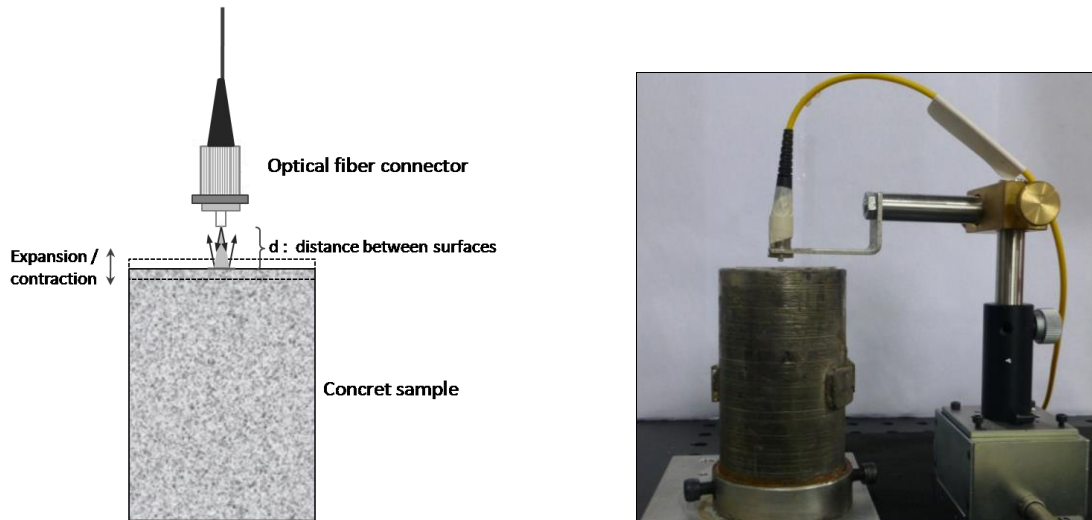 Optical fiber connector
d : distance between surfaces
Expansion /
contraction
Concret sample